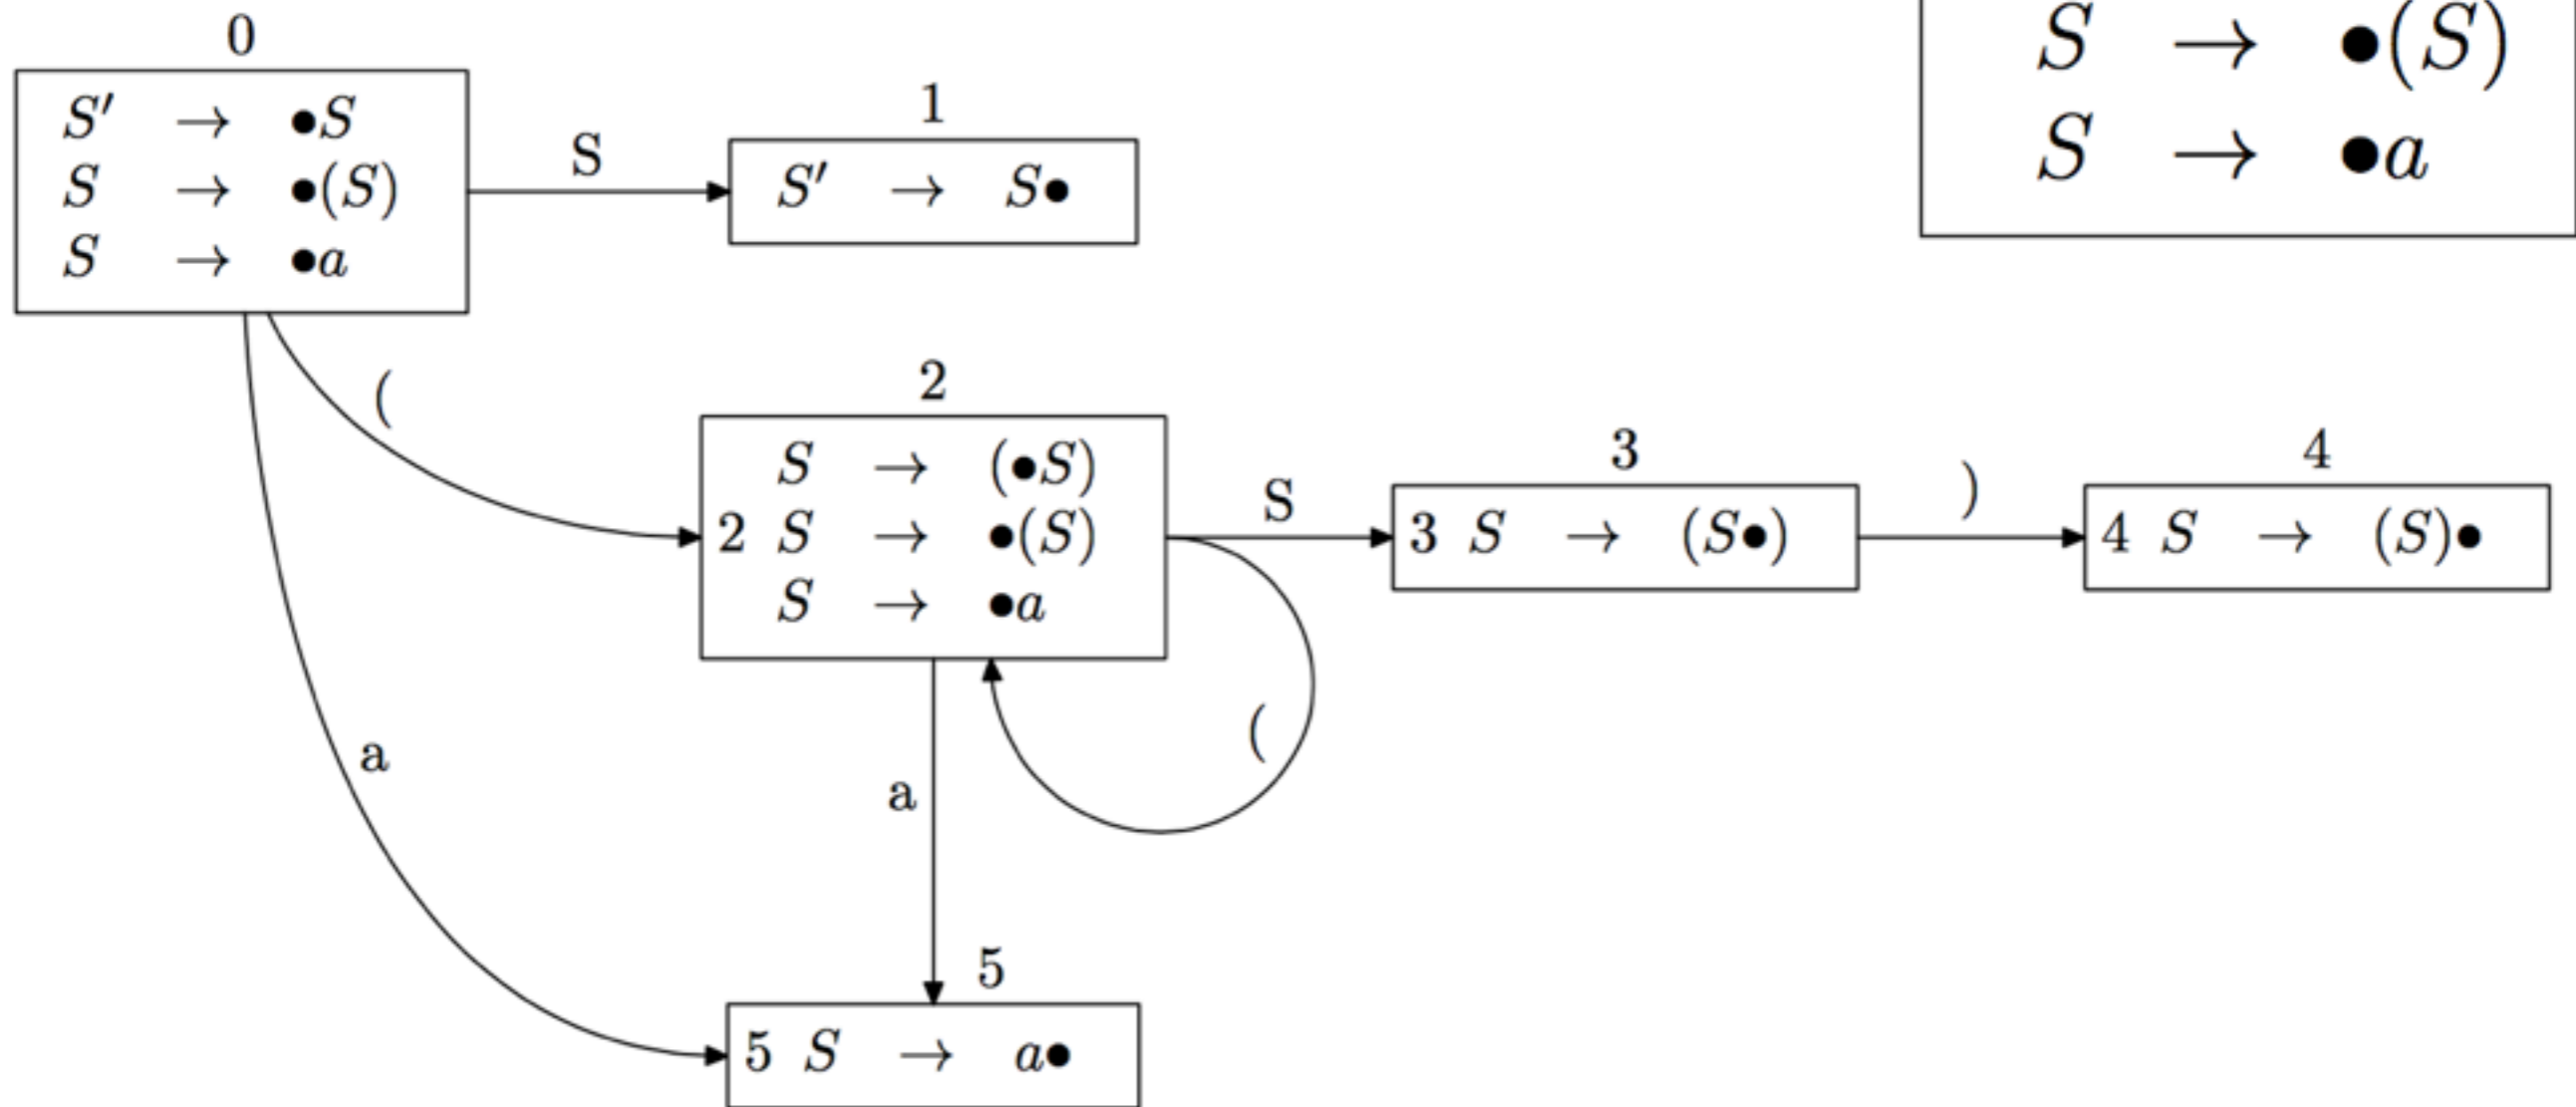 0
S′ → •S
S → •(S)
S → •a
S
1
S′ → S•
S → •(S)
S → •a
(
a
2
S → (•S)
2 S → •(S)
S → •a
S
(
a
3
3 S → (S•)
)
4
4 S → (S)•
5
5 S → a•